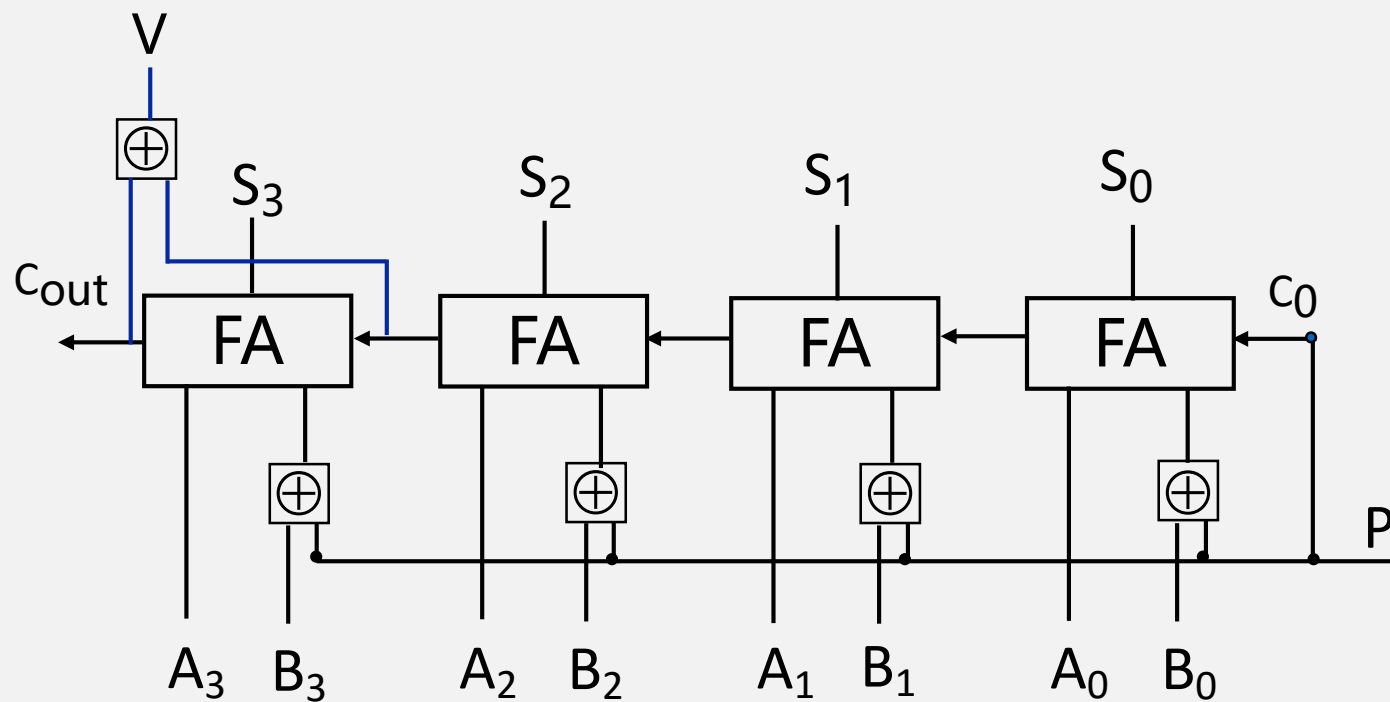 V
S₃ S₂ S₁ S₀
Cout C₀
FA FA FA FA
P
A₃ B₃ A₂ B₂ A₁ B₁ A₀ B₀